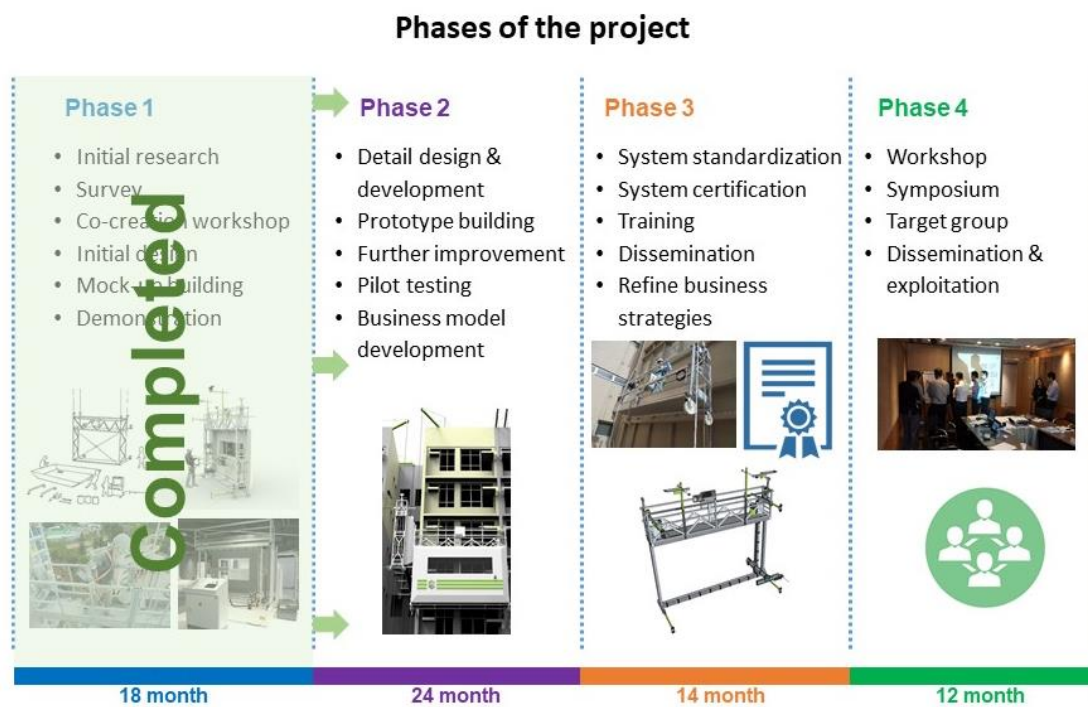 Phases of the project
Phase 1
• Initial research
• Survey
• Co-creation workshop
• Initial design
• Mock-up building
• Demonstration
Completed
Phase 2
• Detail design &
development
• Prototype building
• Further improvement
• Pilot testing
• Business model
development
Phase 3
• System standardization
• System certification
• Training
• Dissemination
• Refine business
strategies
Phase 4
• Workshop
• Symposium
• Target group
• Dissemination &
exploitation
18 month
24 month
14 month
12 month